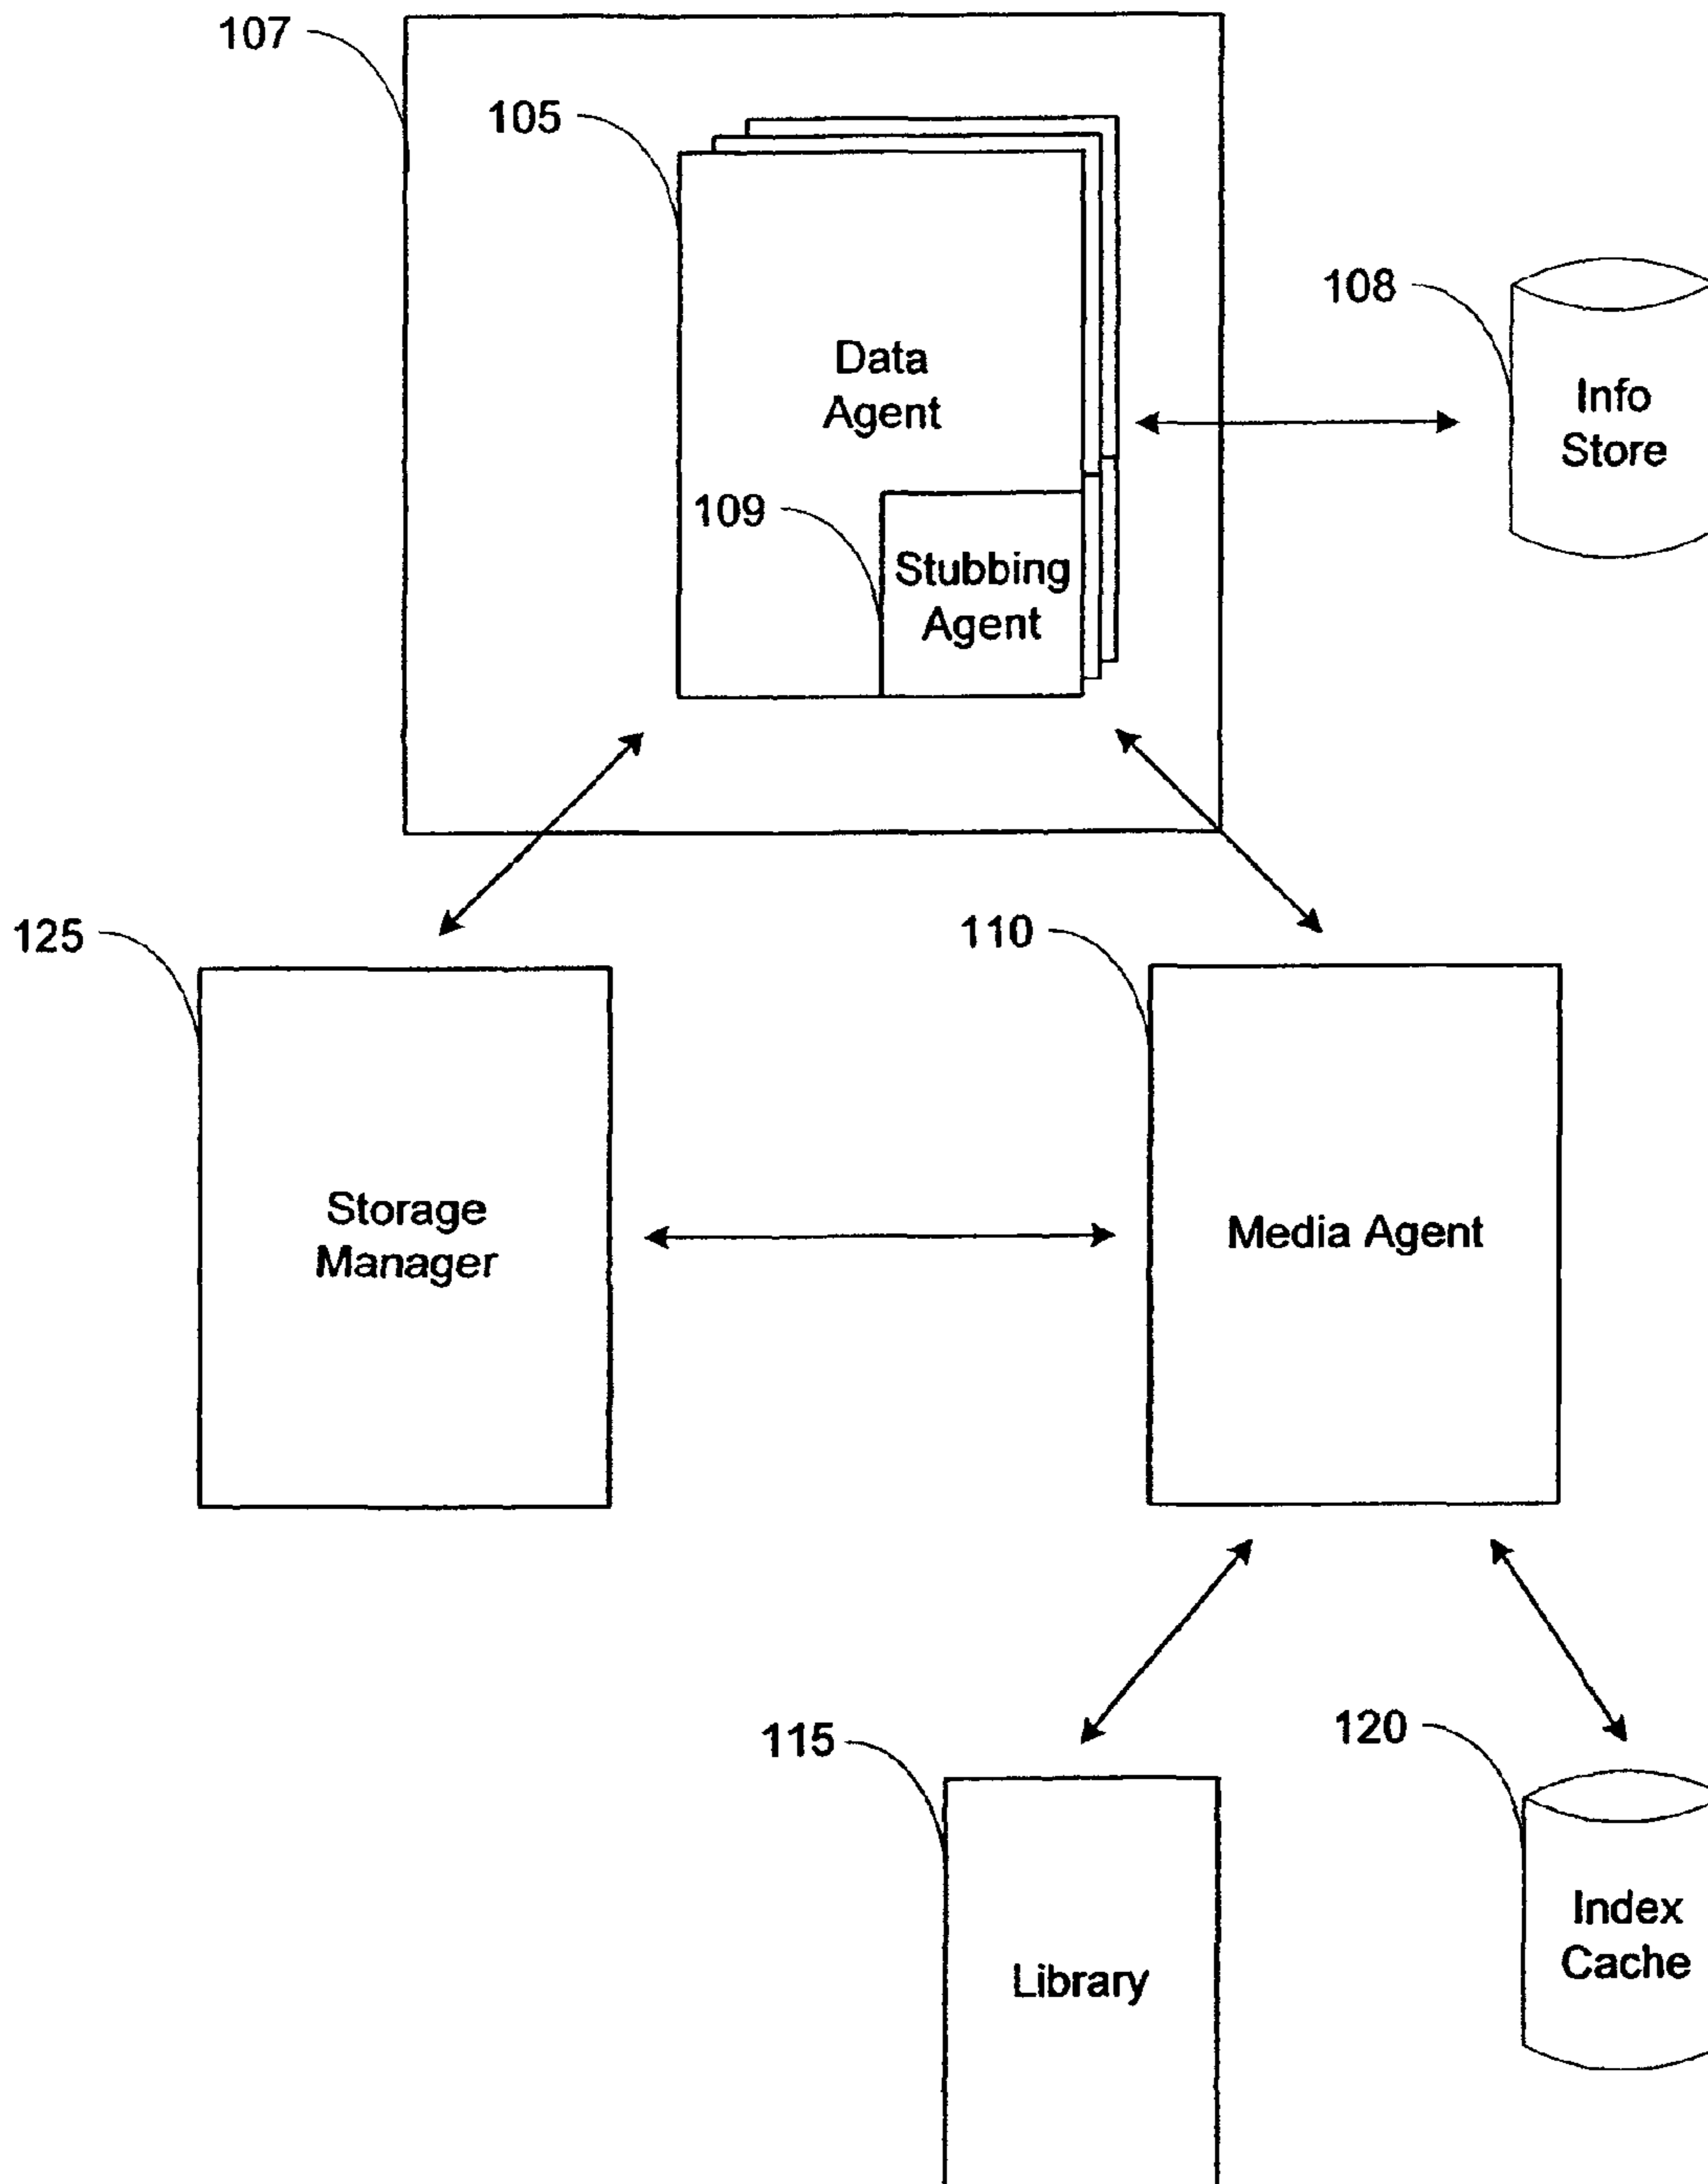 107
105
108
Data
Agent
Info
Store
109
Stubbing
Agent
125
110
Storage
Manager
Media Agent
115
120
Index
Cache
Library